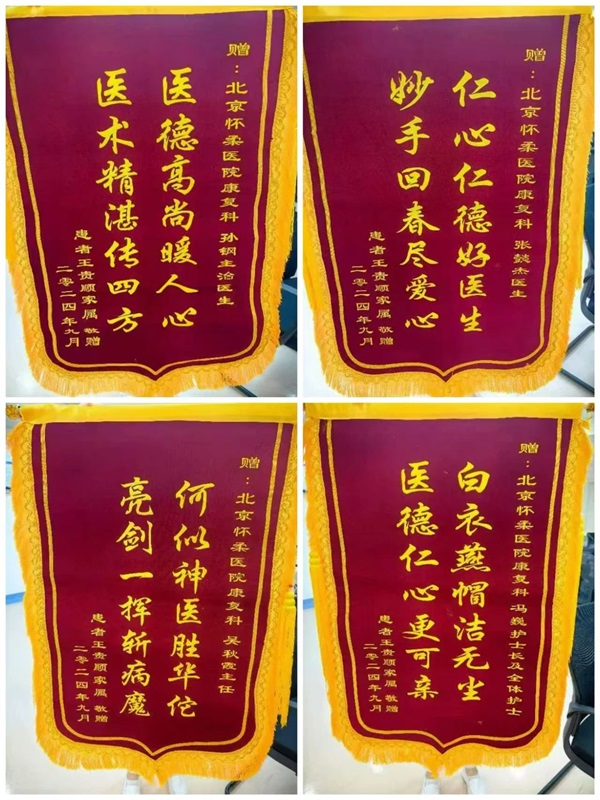 赠：北京怀柔医院康复科 孙钢主治医生
医德高尚暖人心
医术精湛传四方
患者王贵顺家属 敬赠
二零二四年九月
赠：北京怀柔医院康复科 张懿杰医生
仁心仁德好医生
妙手回春尽爱心
患者王贵顺家属 敬赠
二零二四年九月
赠：北京怀柔医院康复科 吴秋霞主任
何似神医胜华佗
亮剑一挥斩病魔
患者王贵顺家属 敬赠
二零二四年九月
赠：北京怀柔医院康复科 冯巍护士长及全体护士
白衣燕帽洁无尘
医德仁心更可亲
患者王贵顺家属 敬赠
二零二四年九月